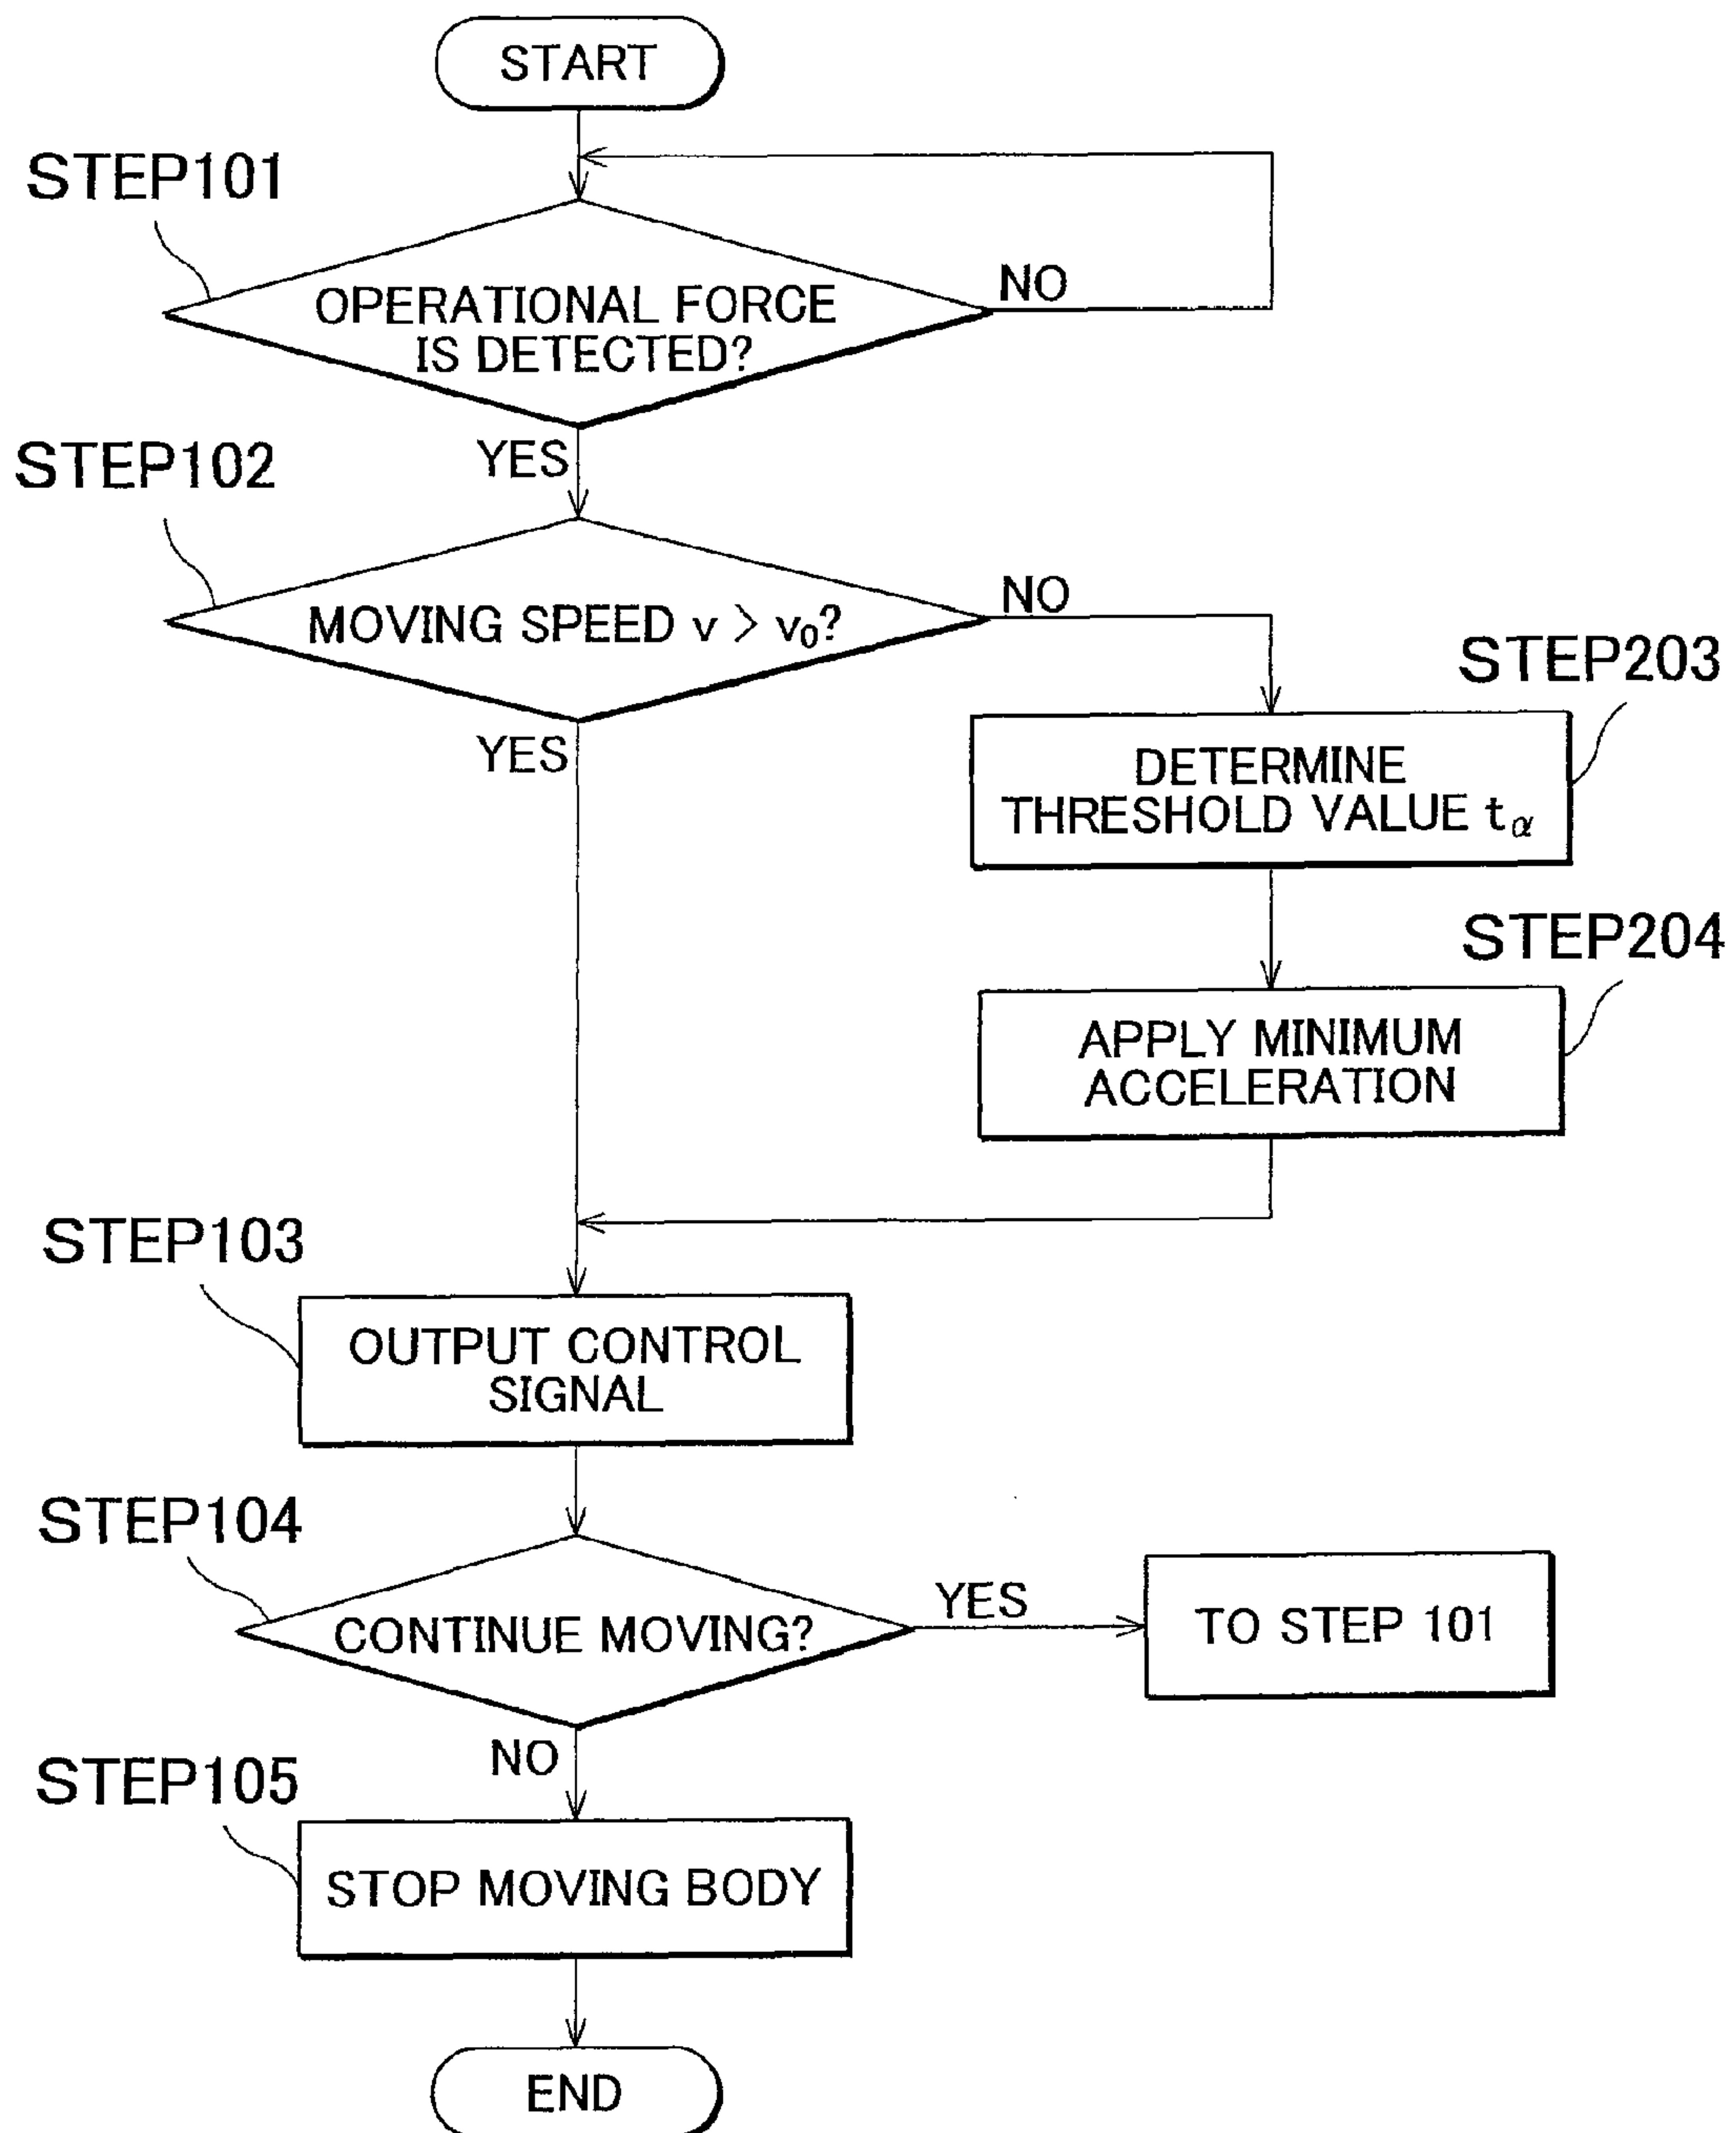 START
STEP101
OPERATIONAL FORCE
IS DETECTED?
NO
YES
STEP102
MOVING SPEED v > v₀?
NO
YES
STEP203
DETERMINE
THRESHOLD VALUE tα
STEP204
APPLY MINIMUM
ACCELERATION
STEP103
OUTPUT CONTROL
SIGNAL
STEP104
CONTINUE MOVING?
YES
TO STEP 101
NO
STEP105
STOP MOVING BODY
END